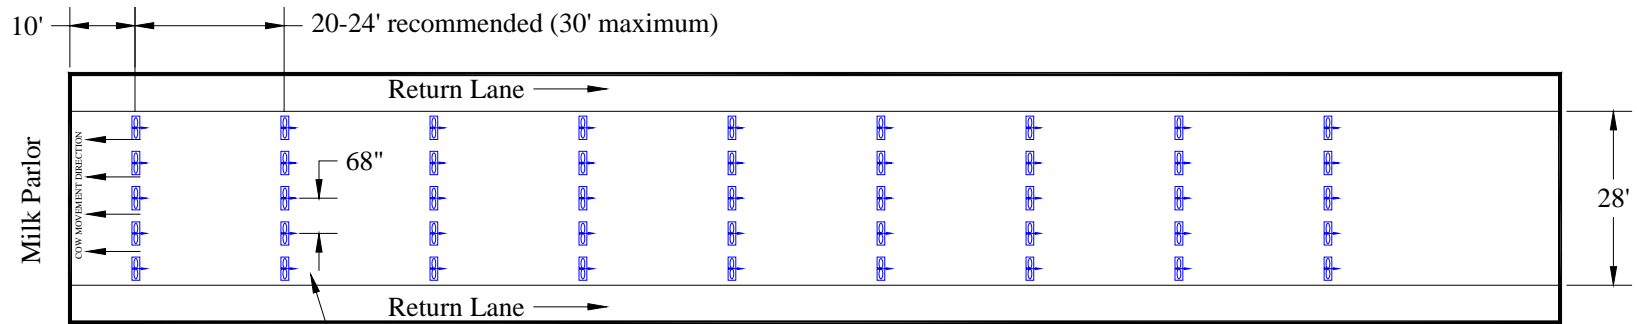 10'
20-24' recommended (30' maximum)
Return Lane
Milk Parlor
COW MOVEMENT DIRECTION
68"
28'
Return Lane